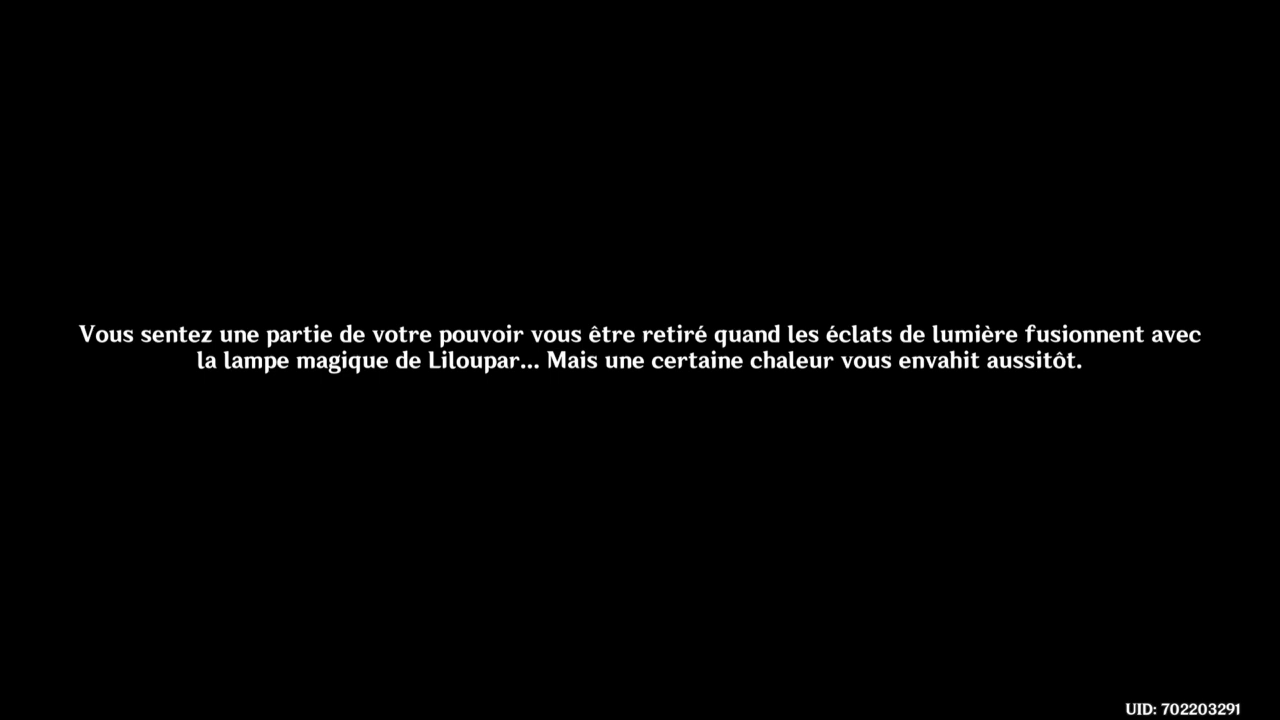 Vous sentez une partie de votre pouvoir vous être retiré quand les éclats de lumière fusionnent avec
la lampe magique de Liloupar... Mais une certaine chaleur vous envahit aussitôt.
UID: 702203291